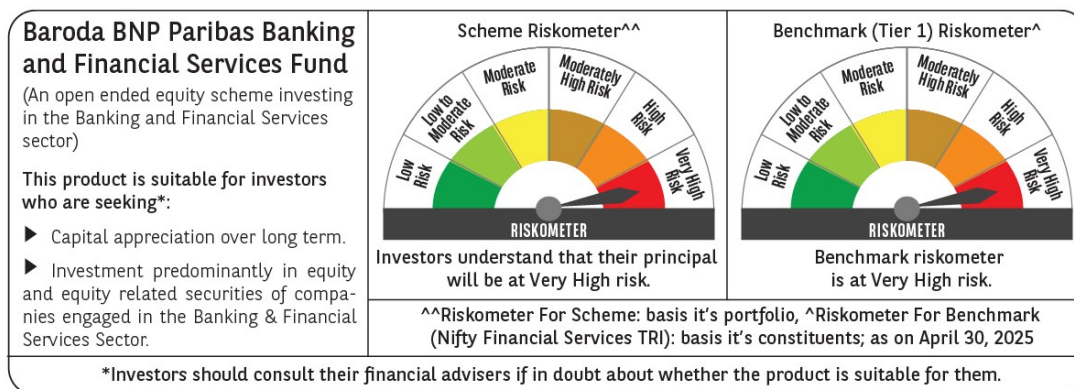 Baroda BNP Paribas Banking
and Financial Services Fund
(An open ended equity scheme investing
in the Banking and Financial Services
sector)
This product is suitable for investors
who are seeking*:
▶ Capital appreciation over long term.
▶ Investment predominantly in equity
and equity related securities of compa-
nies engaged in the Banking & Financial
Services Sector.
Scheme Riskometer^^
Low
Risk
Low to
Moderate
Risk
Moderate
Risk
Moderately
High Risk
High
Risk
Very High
Risk
RISKOMETER
Investors understand that their principal
will be at Very High risk.
Benchmark (Tier 1) Riskometer^
Low
Risk
Low to
Moderate
Risk
Moderate
Risk
Moderately
High Risk
High
Risk
Very High
Risk
RISKOMETER
Benchmark riskometer
is at Very High risk.
^^Riskometer For Scheme: basis it's portfolio, ^Riskometer For Benchmark
(Nifty Financial Services TRI): basis it's constituents; as on April 30, 2025
*Investors should consult their financial advisers if in doubt about whether the product is suitable for them.